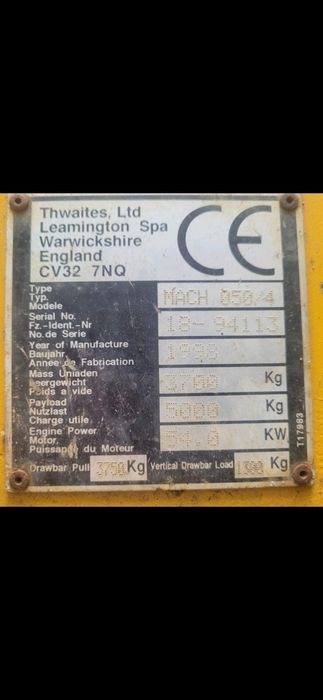 Thwaites, Ltd
Leamington Spa
Warwickshire
England
CV32 7NQ
CE
Type
Typ.
Modele
MACH 050/4
Serial No.
Fz.-Ident.-Nr
No.de Serie
18- 94113
Year of Manufacture
Baujahr.
Annee de Fabrication
Mass Unladen
Leergewicht
Poids a vide
3700 Kg
Payload
Nutzlast
Charge utile
5000 Kg
Engine Power
Motor.
Puissance du Moteur
54.0 KW
Drawbar Pull 3750 Kg Vertical Drawbar Load Kg
T17983